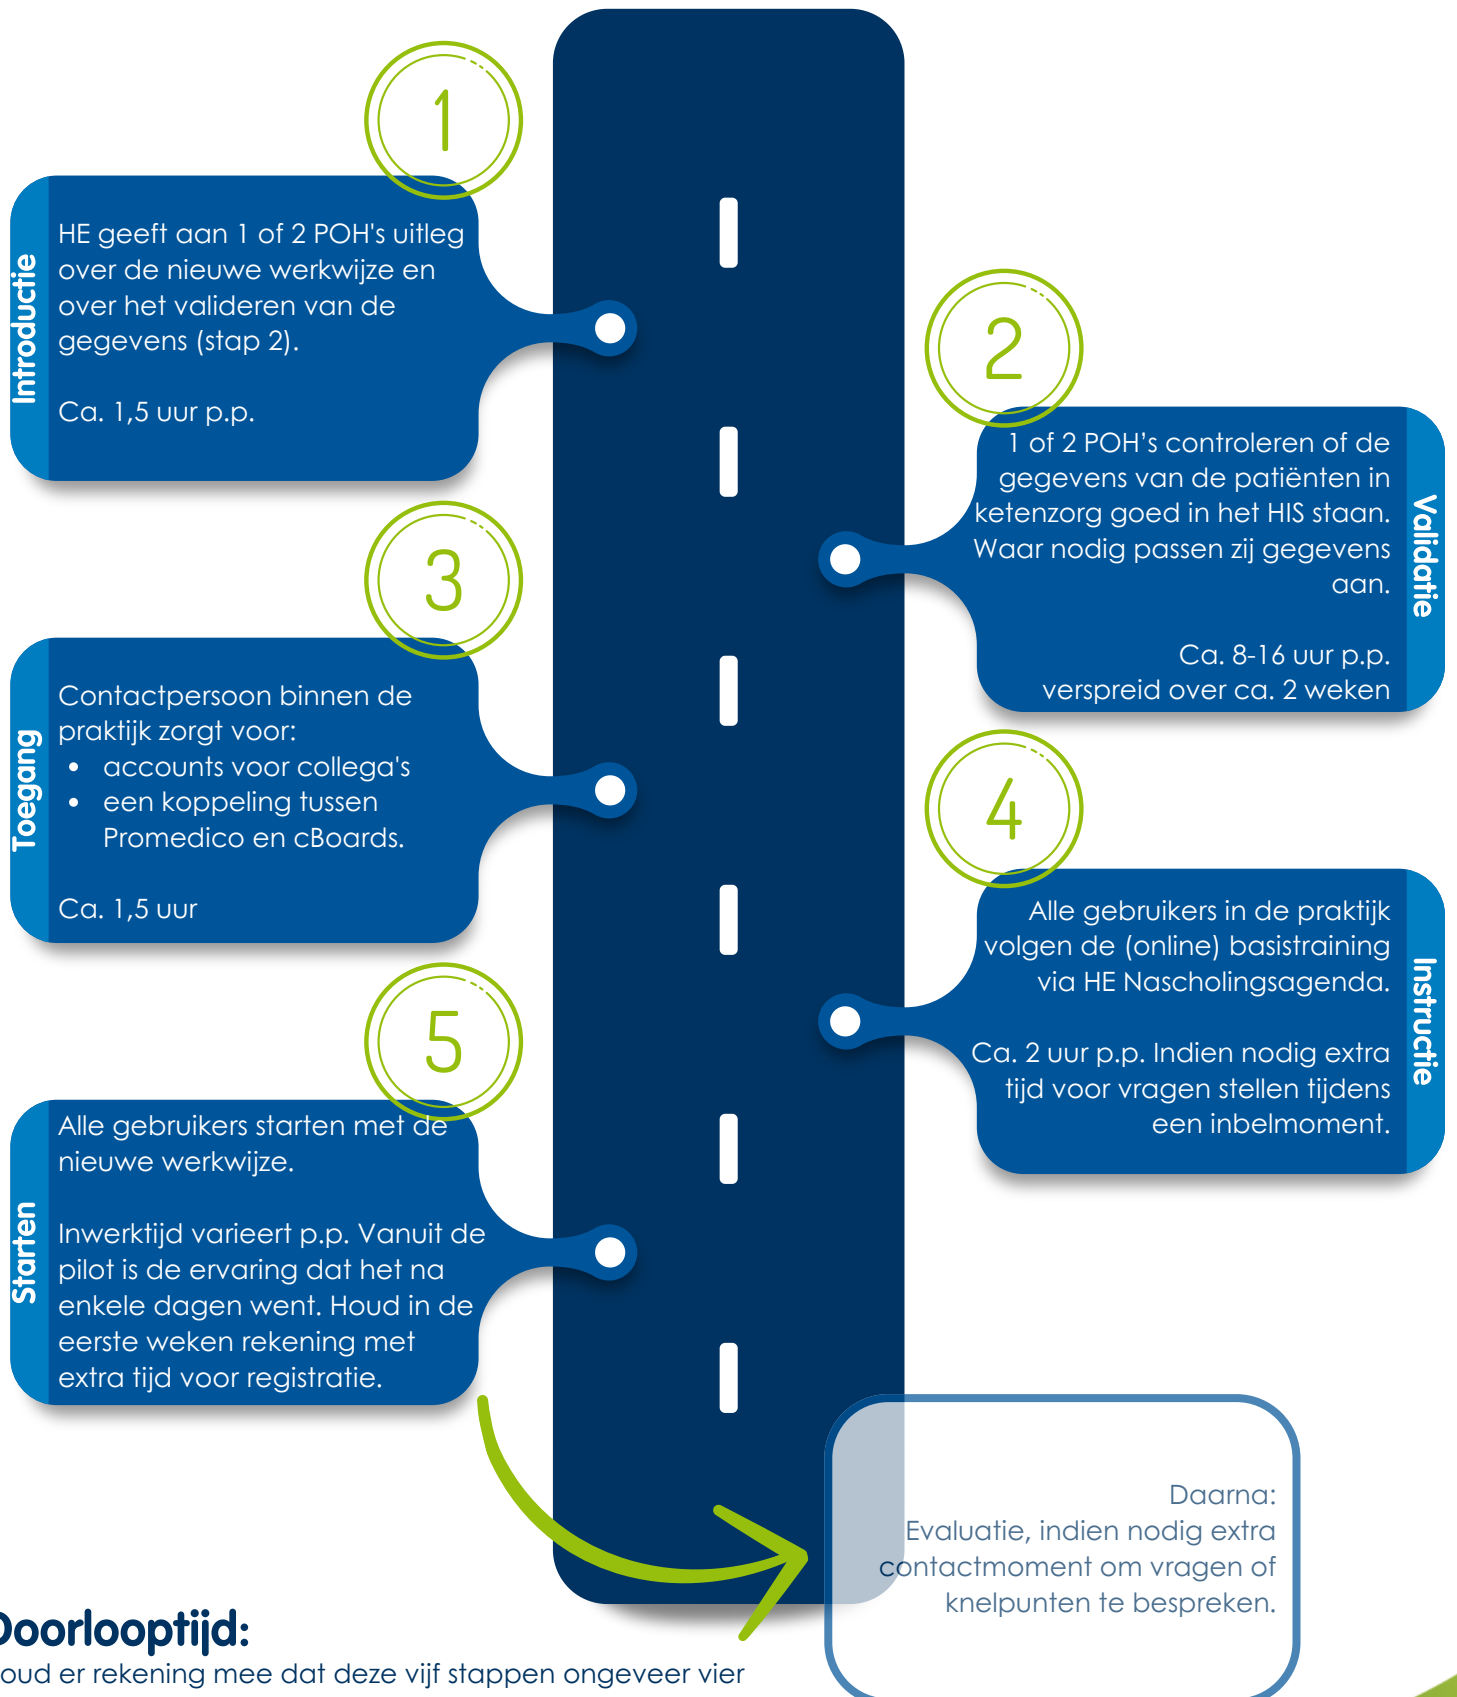 1
Introductie
HE geeft aan 1 of 2 POH's uitleg
over de nieuwe werkwijze en
over het valideren van de
gegevens (stap 2).
Ca. 1,5 uur p.p.
2
Validatie
1 of 2 POH’s controleren of de
gegevens van de patiënten in
ketenzorg goed in het HIS staan.
Waar nodig passen zij gegevens
aan.
Ca. 8-16 uur p.p.
verspreid over ca. 2 weken
3
Toegang
Contactpersoon binnen de
praktijk zorgt voor:
• accounts voor collega's
• een koppeling tussen
Promedico en cBoards.
Ca. 1,5 uur
4
Instructie
Alle gebruikers in de praktijk
volgen de (online) basistraining
via HE Nascholingsagenda.
Ca. 2 uur p.p. Indien nodig extra
tijd voor vragen stellen tijdens
een inbelmoment.
5
Starten
Alle gebruikers starten met de
nieuwe werkwijze.
Inwerktijd varieert p.p. Vanuit de
pilot is de ervaring dat het na
enkele dagen went. Houd in de
eerste weken rekening met
extra tijd voor registratie.
Daarna:
Evaluatie, indien nodig extra
contactmoment om vragen of
knelpunten te bespreken.
Doorlooptijd:
oud er rekening mee dat deze vijf stappen ongeveer vier